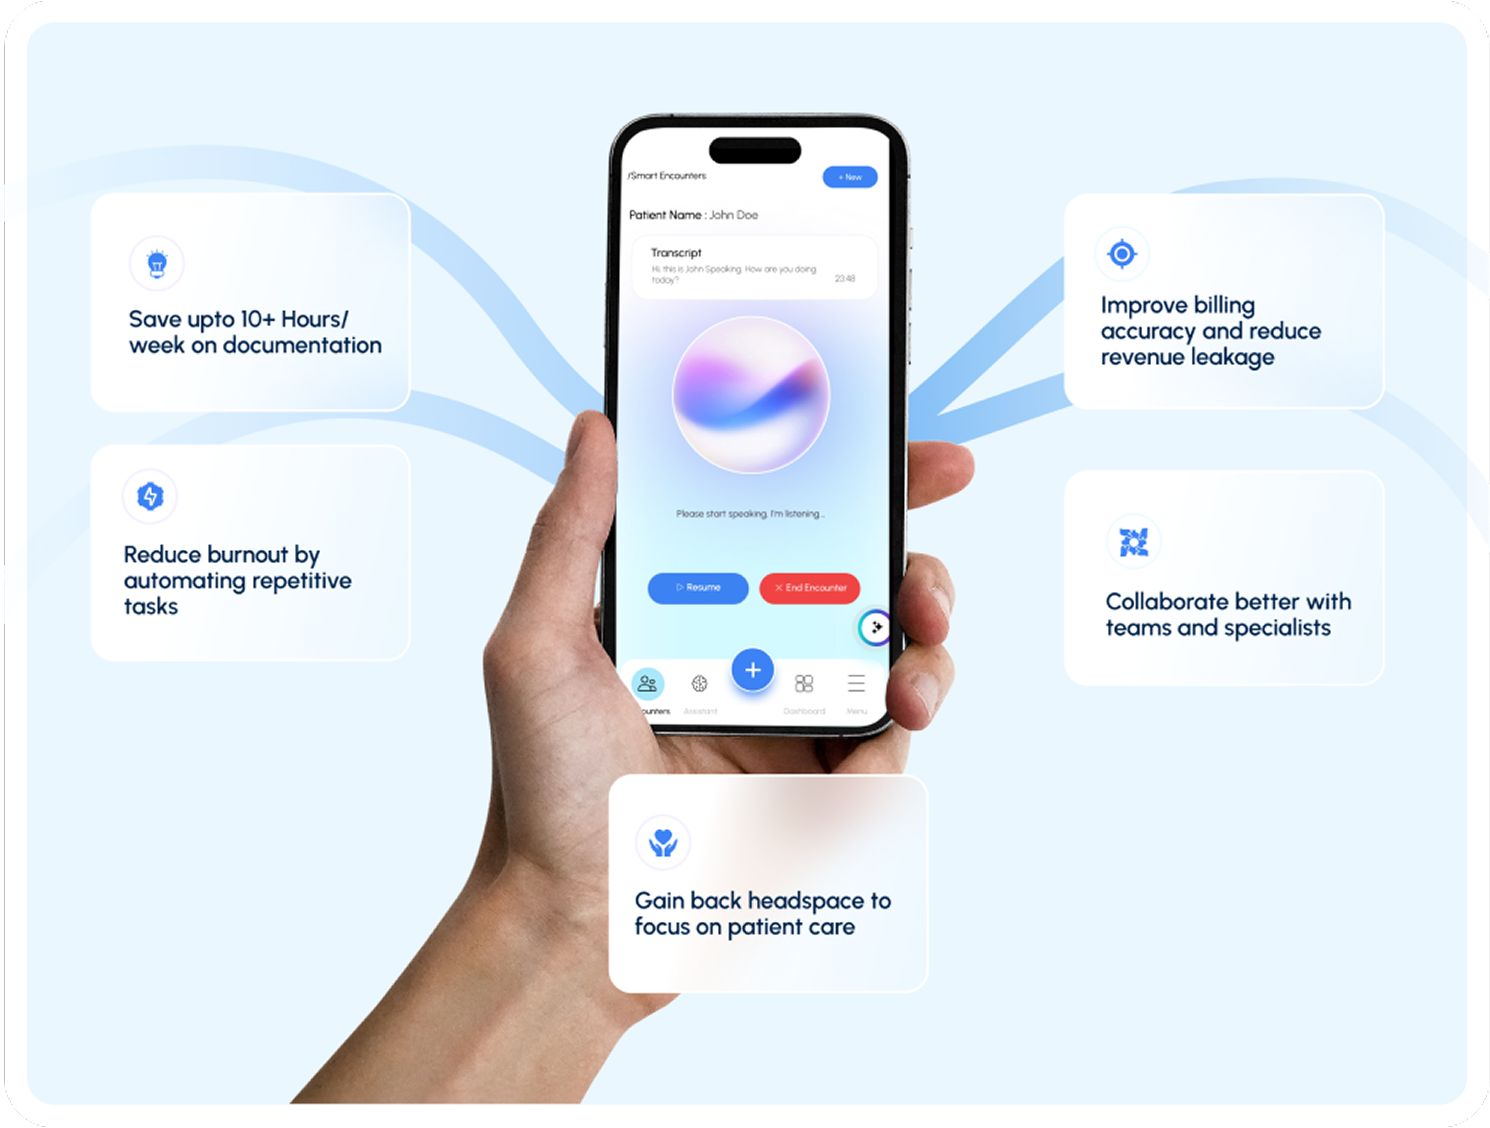 /Smart Encounters
+ New
Patient Name : John Doe
Transcript
Hi, this is John Speaking. How are you doing
today?
23:48
Please start speaking, I'm listening...
Resume
End Encounter
Assistant
Dashboard
Menu
Save upto 10+ Hours/
week on documentation
Reduce burnout by
automating repetitive
tasks
Improve billing
accuracy and reduce
revenue leakage
Collaborate better with
teams and specialists
Gain back headspace to
focus on patient care